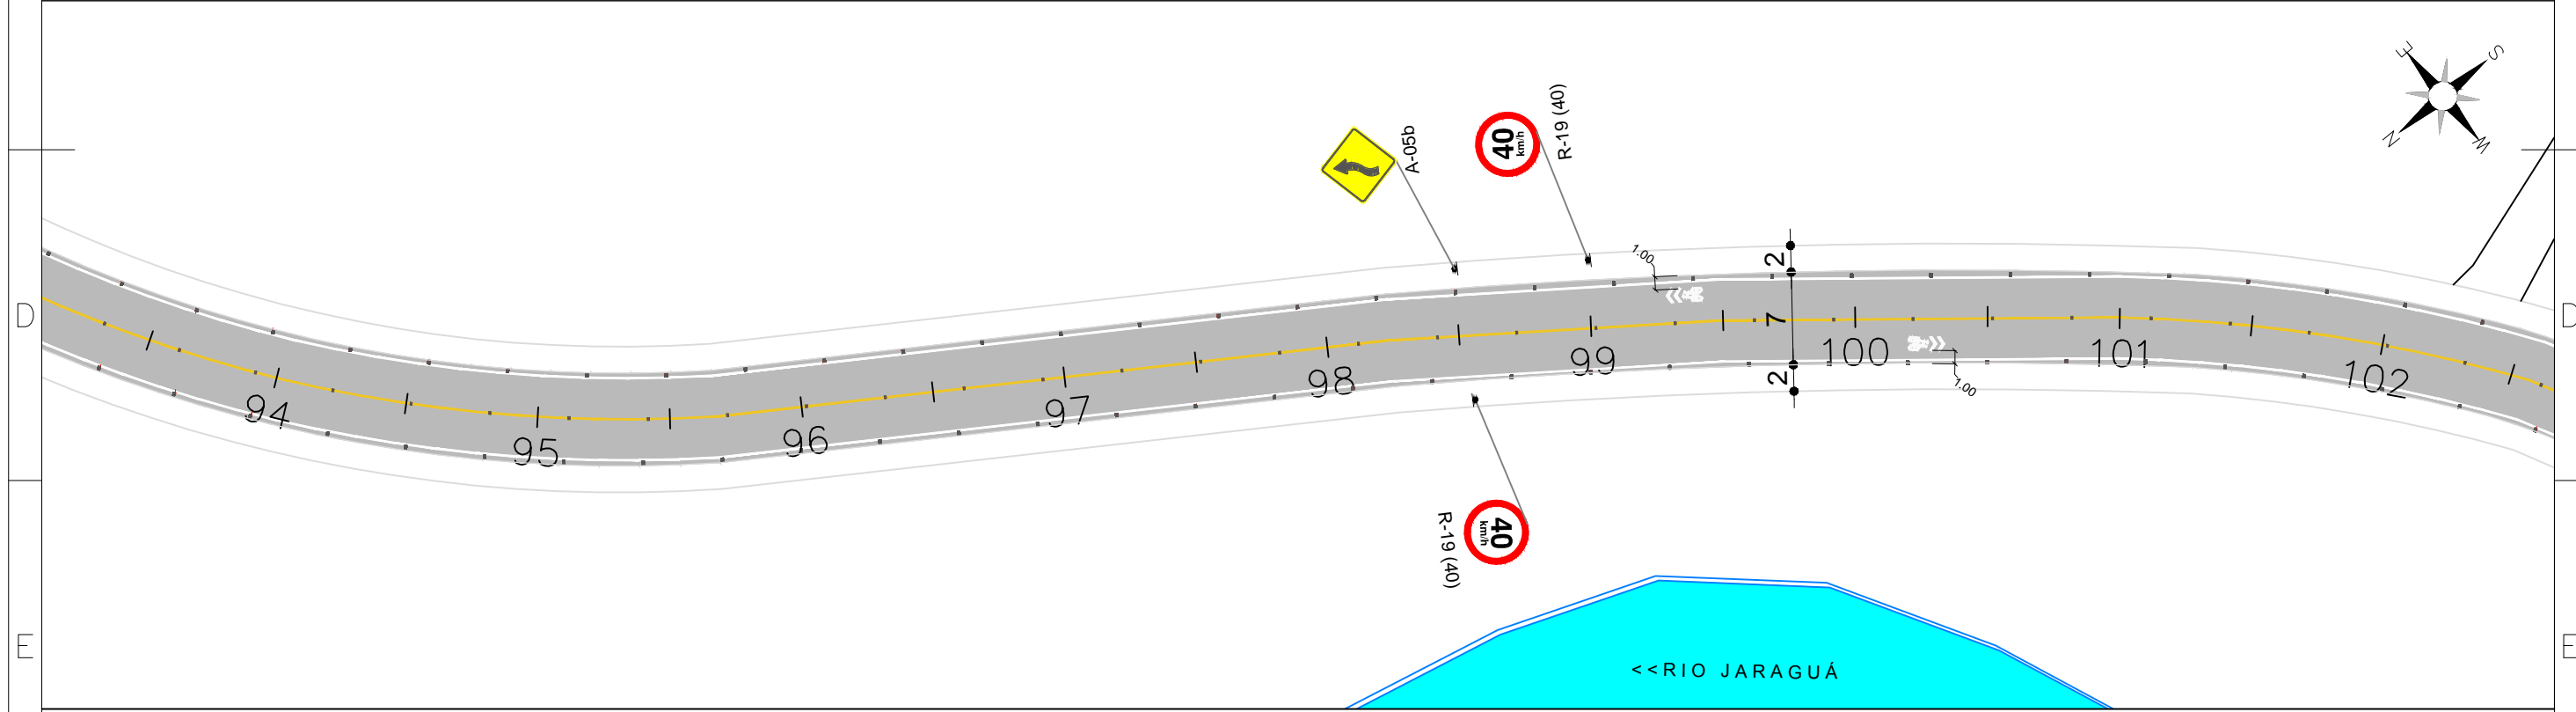 E
S
N
W
A-05b
40
km/h
R-19 (40)
1.00
2
7
2
1.00
D
D
94
95
96
97
98
99
100
101
102
40
km/h
R-19 (40)
E
E
<<RIO JARAGUÁ